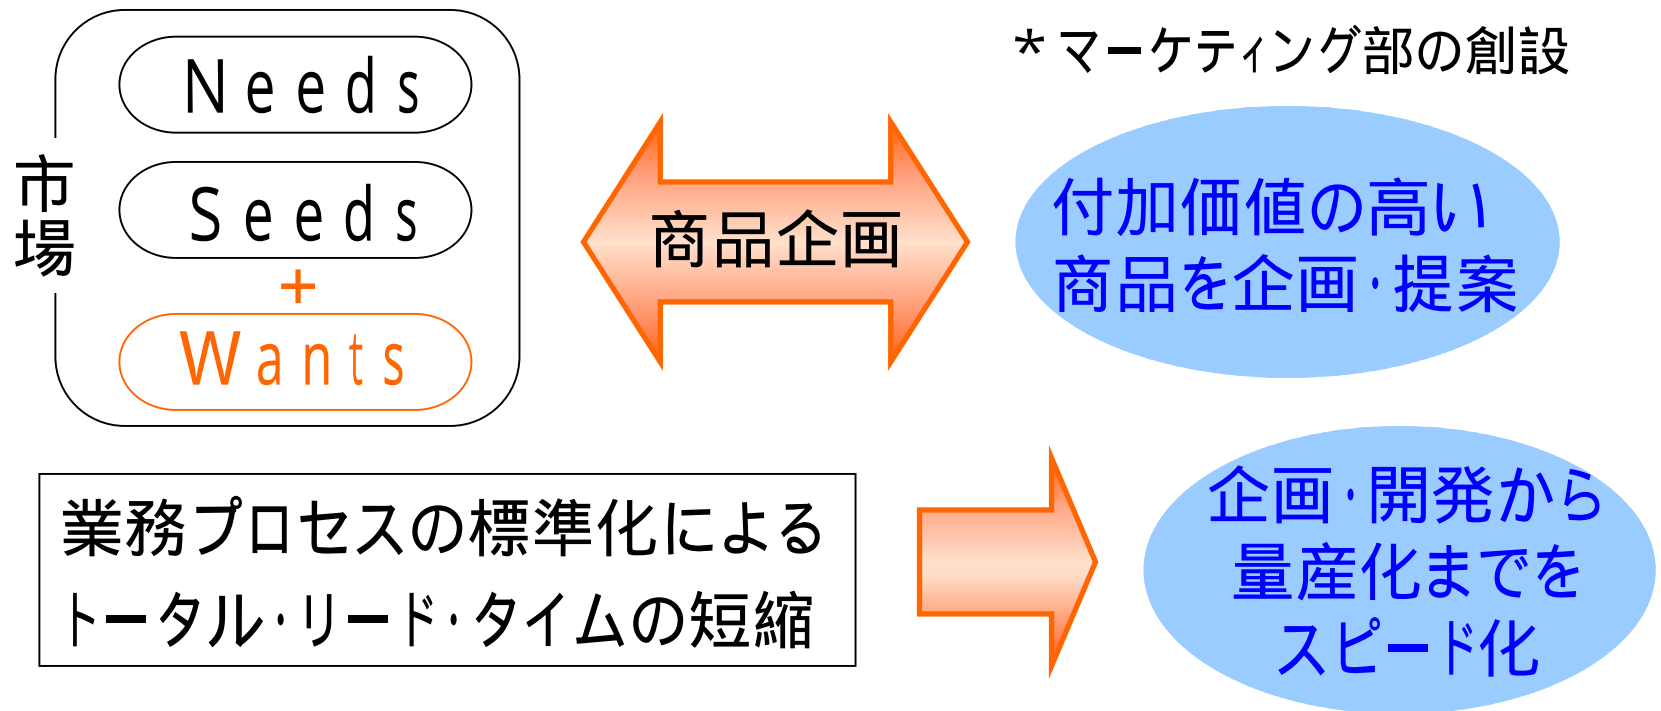 市場
Needs
Seeds
+
Wants
商品企画
*マーケティング部の創設
付加価値の高い
商品を企画・提案
業務プロセスの標準化による
トータル・リード・タイムの短縮
企画・開発から
量産化までを
スピード化